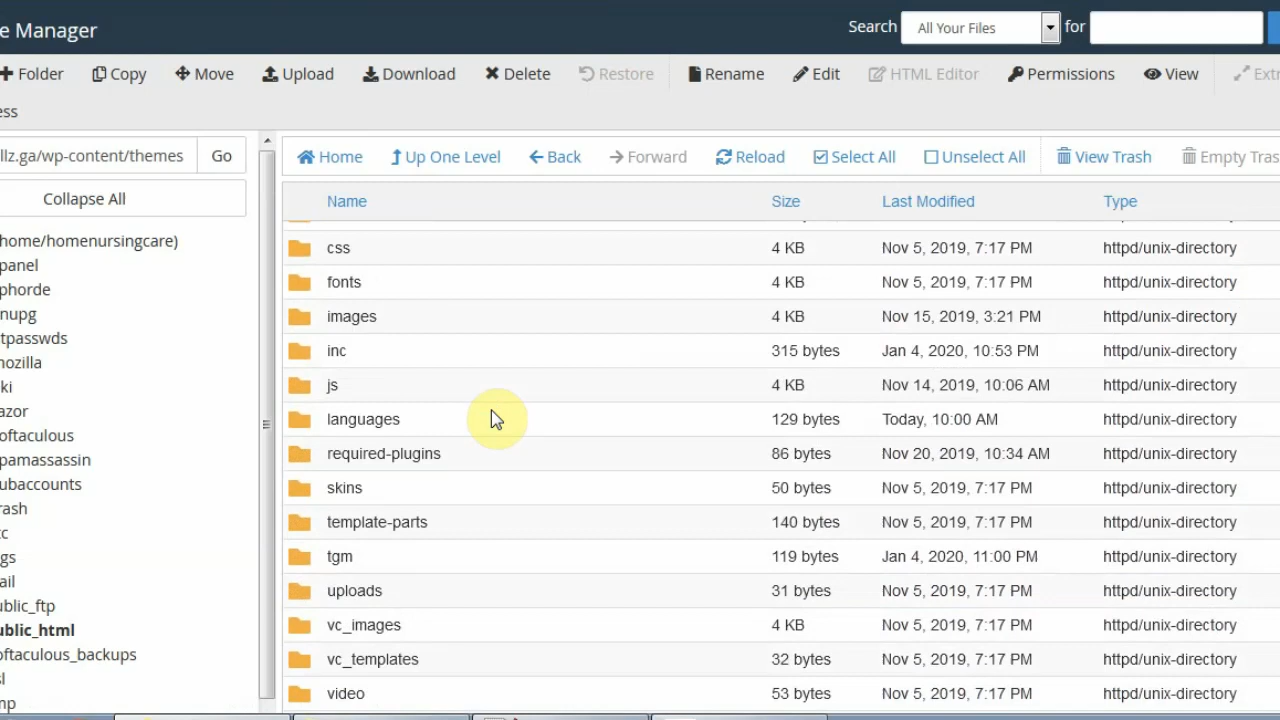 e Manager
Search All Your Files for
Folder Copy Move Upload Download Delete Restore Rename Edit HTML Editor Permissions View Extr
ess
llz.ga/wp-content/themes Go
Home Up One Level Back Forward Reload Select All Unselect All View Trash Empty Tras
Collapse All
Name Size Last Modified Type
home/homenursingcare)
panel
phorde
nupg
tpasswds
mozilla
ki
azor
oftaculous
pamassassin
ubaccounts
rash
tc
gs
ail
ublic_ftp
ublic_html
oftaculous_backups
sl
mp
css 4 KB Nov 5, 2019, 7:17 PM httpd/unix-directory
fonts 4 KB Nov 5, 2019, 7:17 PM httpd/unix-directory
images 4 KB Nov 15, 2019, 3:21 PM httpd/unix-directory
inc 315 bytes Jan 4, 2020, 10:53 PM httpd/unix-directory
js 4 KB Nov 14, 2019, 10:06 AM httpd/unix-directory
languages 129 bytes Today, 10:00 AM httpd/unix-directory
required-plugins 86 bytes Nov 20, 2019, 10:34 AM httpd/unix-directory
skins 50 bytes Nov 5, 2019, 7:17 PM httpd/unix-directory
template-parts 140 bytes Nov 5, 2019, 7:17 PM httpd/unix-directory
tgm 119 bytes Jan 4, 2020, 11:00 PM httpd/unix-directory
uploads 31 bytes Nov 5, 2019, 7:17 PM httpd/unix-directory
vc_images 4 KB Nov 5, 2019, 7:17 PM httpd/unix-directory
vc_templates 32 bytes Nov 5, 2019, 7:17 PM httpd/unix-directory
video 53 bytes Nov 5, 2019, 7:17 PM httpd/unix-directory